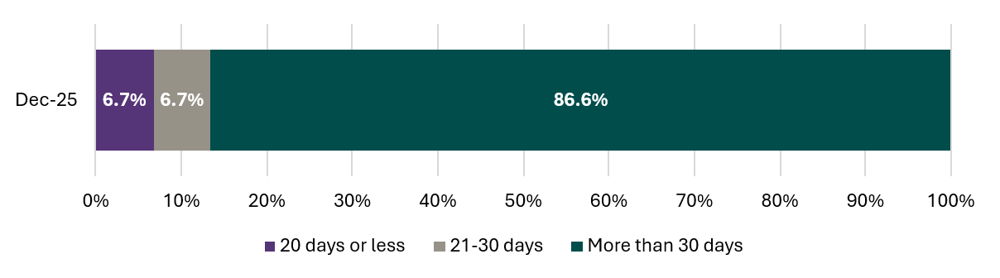 Dec-25 6.7% 6.7% 86.6%
0% 10% 20% 30% 40% 50% 60% 70% 80% 90% 100%
20 days or less 21-30 days More than 30 days